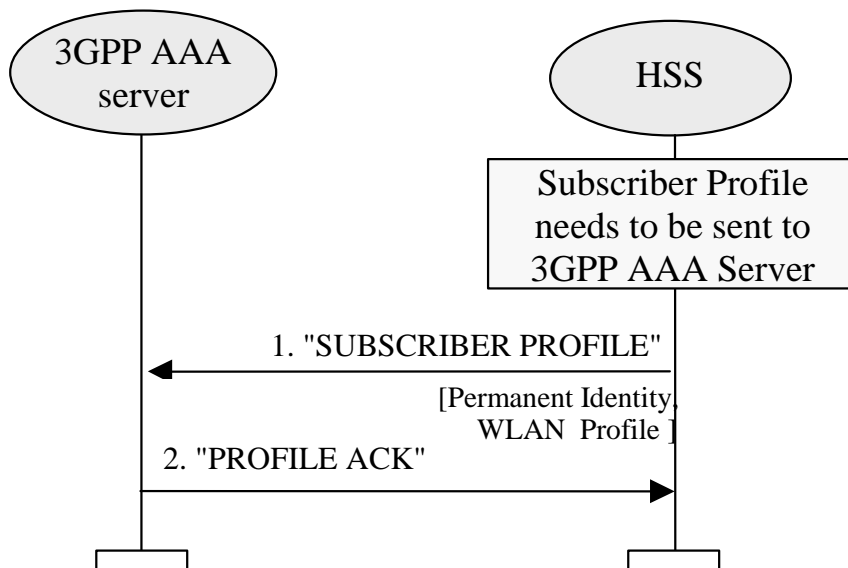 3GPP AAA
server
HSS
Subscriber Profile
needs to be sent to
3GPP AAA Server
1. "SUBSCRIBER PROFILE"
[Permanent Identity,
WLAN Profile ]
2. "PROFILE ACK"